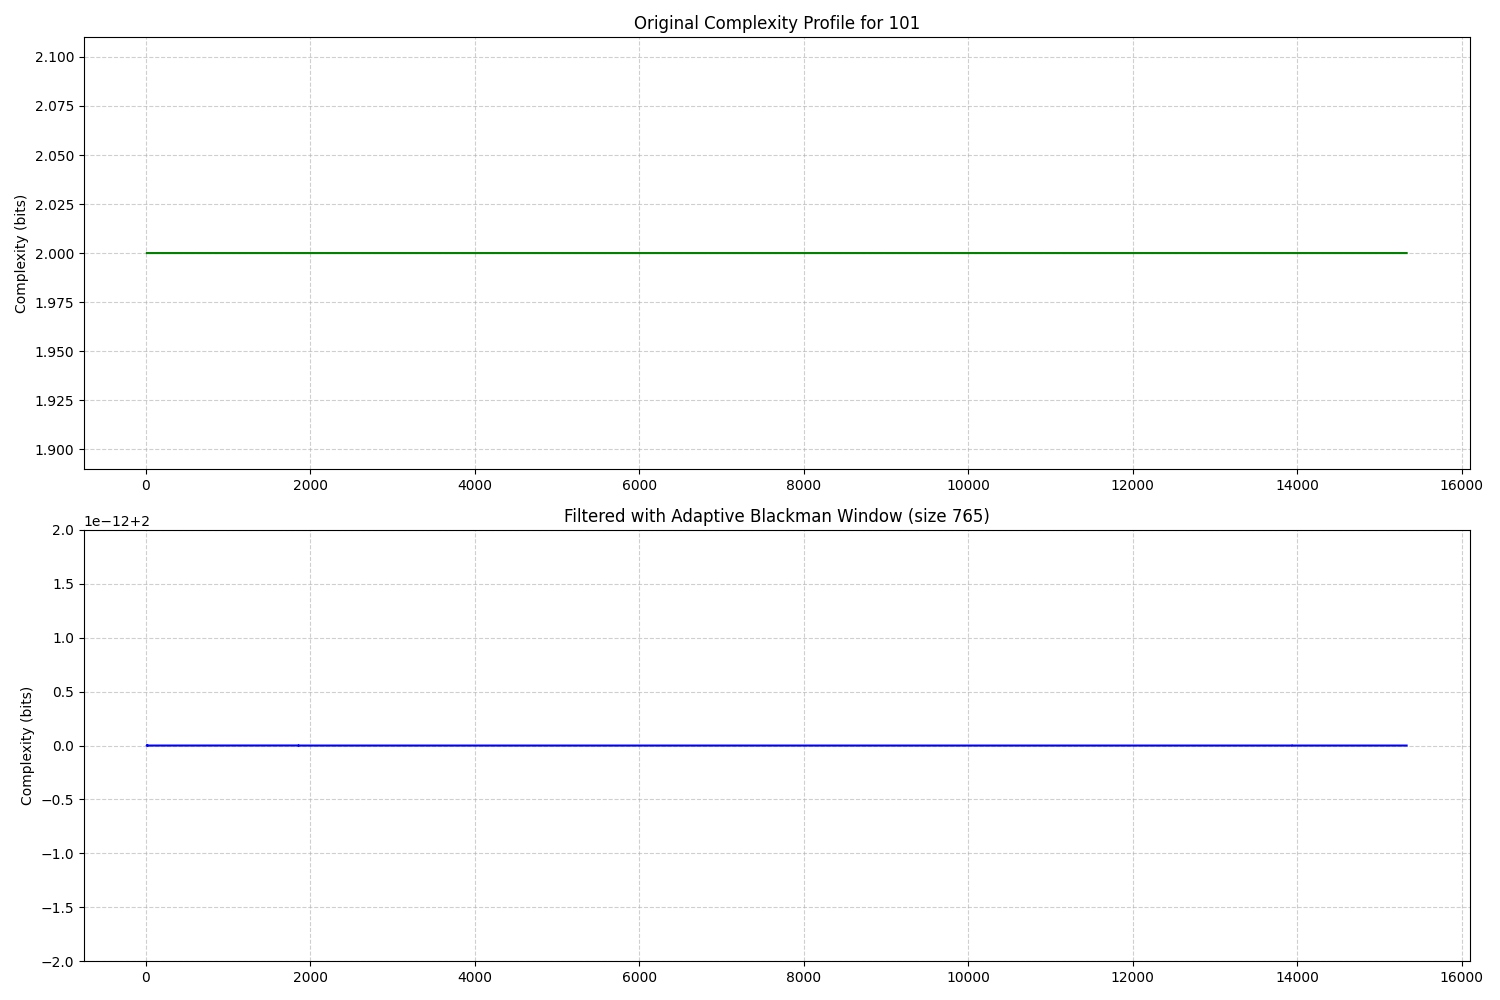 Original Complexity Profile for 101
Complexity (bits)
2.100
2.075
2.050
2.025
2.000
1.975
1.950
1.925
1.900
0 2000 4000 6000 8000 10000 12000 14000 16000
Filtered with Adaptive Blackman Window (size 765)
1e−12+2
Complexity (bits)
2.0
1.5
1.0
0.5
0.0
−0.5
−1.0
−1.5
−2.0
0 2000 4000 6000 8000 10000 12000 14000 16000